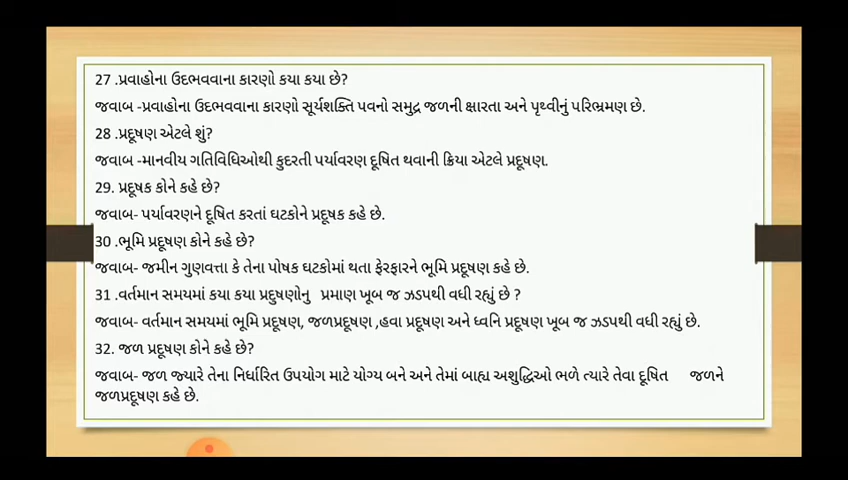 27 .પ્રવાહોના ઉદભવવાના કારણો કયા કયા છે?
જવાબ -પ્રવાહોના ઉદભવવાના કારણો સૂર્યશક્તિ પવનો સમુદ્ર જળની ક્ષારતા અને પૃથ્વીનું પરિભ્રમણ છે.
28 .પ્રદૂષણ એટલે શું?
જવાબ -માનવીય ગતિવિધિઓથી કુદરતી પર્યાવરણ દૂષિત થવાની ક્રિયા એટલે પ્રદૂષણ.
29. પ્રદૂષક કોને કહે છે?
જવાબ- પર્યાવરણને દૂષિત કરતાં ઘટકોને પ્રદૂષક કહે છે.
30 .ભૂમિ પ્રદૂષણ કોને કહે છે?
જવાબ- જમીન ગુણવત્તા કે તેના પોષક ઘટકોમાં થતા ફેરફારને ભૂમિ પ્રદૂષણ કહે છે.
31 .વર્તમાન સમયમાં કયા કયા પ્રદુષણોનુ પ્રમાણ ખૂબ જ ઝડપથી વધી રહ્યું છે ?
જવાબ- વર્તમાન સમયમાં ભૂમિ પ્રદૂષણ, જળપ્રદૂષણ ,હવા પ્રદૂષણ અને ધ્વનિ પ્રદૂષણ ખૂબ જ ઝડપથી વધી રહ્યું છે.
32. જળ પ્રદૂષણ કોને કહે છે?
જવાબ- જળ જ્યારે તેના નિર્ધારિત ઉપયોગ માટે યોગ્ય બને અને તેમાં બાહ્ય અશુદ્ધિઓ ભળે ત્યારે તેવા દૂષિત જળને
જળપ્રદૂષણ કહે છે.